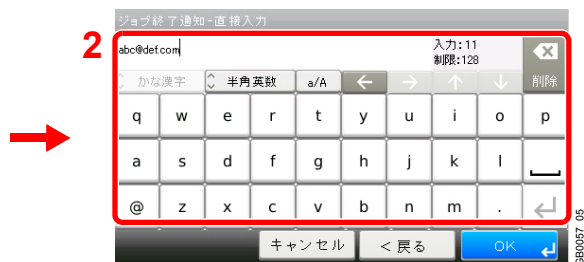 ジョブ終了通知-直接入力
2
abc@def.com
入力:11
制限:128
かな漢字 半角英数 a/A ← → ↑ ↓ 削除
q w e r t y u i o p
a s d f g h j k l
@ z x c v b n m .
キャンセル < 戻る OK
GB0057_05